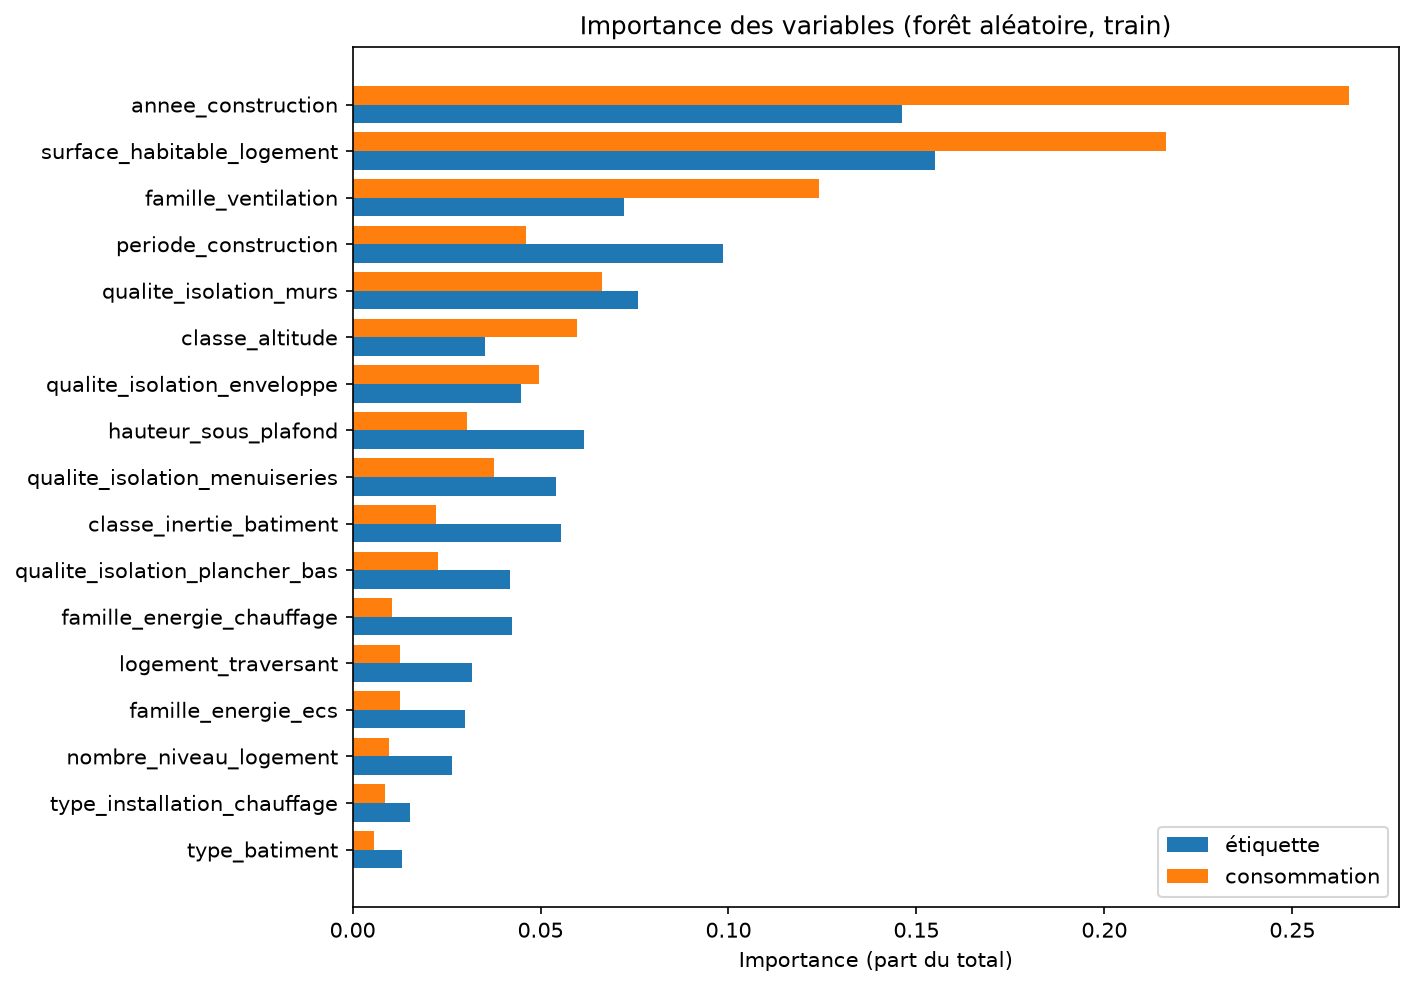 Importance des variables (forêt aléatoire, train)
annee_construction
surface_habitable_logement
famille_ventilation
periode_construction
qualite_isolation_murs
classe_altitude
qualite_isolation_enveloppe
hauteur_sous_plafond
qualite_isolation_menuiseries
classe_inertie_batiment
qualite_isolation_plancher_bas
famille_energie_chauffage
logement_traversant
famille_energie_ecs
nombre_niveau_logement
type_installation_chauffage
type_batiment
étiquette
consommation
0.00 0.05 0.10 0.15 0.20 0.25
Importance (part du total)